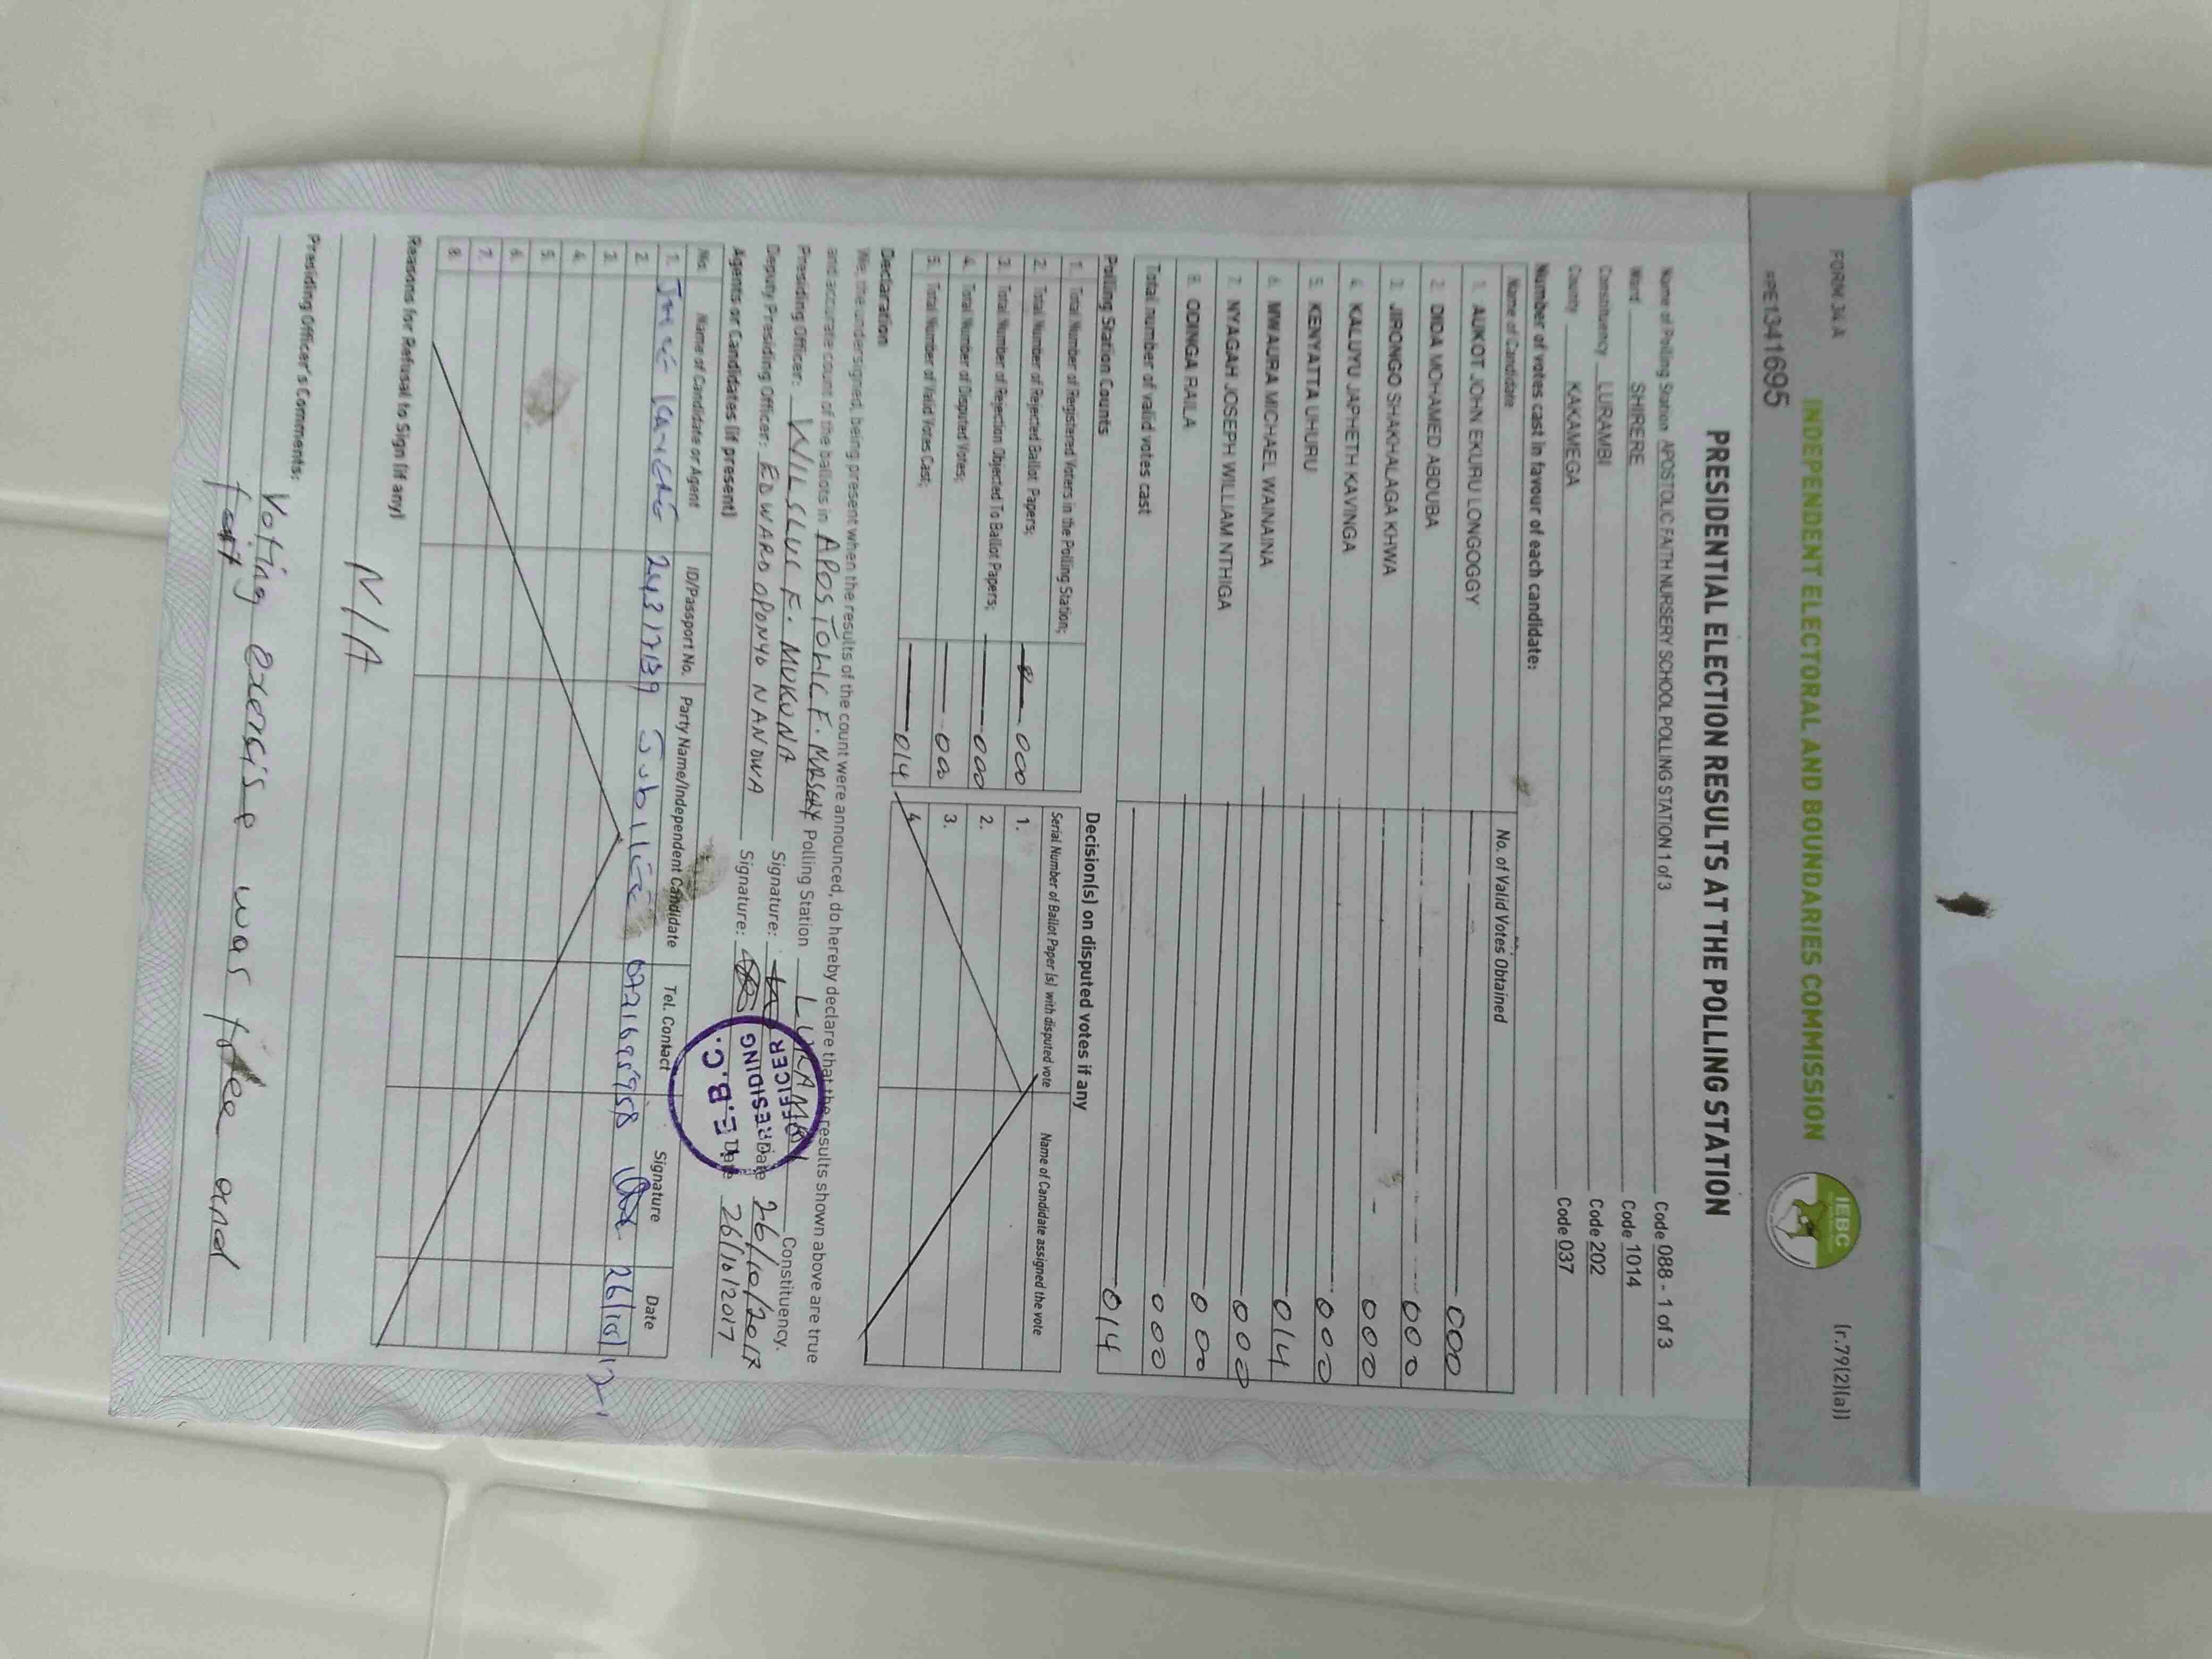 FORM 34 A
(r.79(2)(a))
INDEPENDENT ELECTORAL AND BOUNDARIES COMMISSION
IEBC
PE1341695
PRESIDENTIAL ELECTION RESULTS AT THE POLLING STATION
Name of Polling Station APOSTOLIC FAITH NURSERY SCHOOL POLLING STATION 1 of 3 Code 088 - 1 of 3
Ward SHIRERE Code 1014
Constituency LURAMBI Code 202
County KAKAMEGA Code 037
Number of votes cast in favour of each candidate:
Name of Candidate No. of Valid Votes Obtained
1. AUKOT JOHN EKURU LONGOGGY 000
2. DIDA MOHAMED ABDUBA 000
3. JIRONGO SHAKHALAGA KHWA 000
4. KALUYU JAPHETH KAVINGA 000
5. KENYATTA UHURU 014
6. MWAURA MICHAEL WAINAINA 000
7. NYAGAH JOSEPH WILLIAM NTHIGA 000
8. ODINGA RAILA 000
Total number of valid votes cast 014
Polling Station Counts
1. Total Number of Registered Voters in the Polling Station;
2. Total Number of Rejected Ballot Papers; 000
3. Total Number of Rejection Objected To Ballot Papers; 000
4. Total Number of Disputed Votes; 00
5. Total Number of Valid Votes Cast; 014
Decision(s) on disputed votes if any
Serial Number of Ballot Paper (s) with disputed vote Name of Candidate assigned the vote
1.
2.
3.
4.
Declaration
We, the undersigned, being present when the results of the count were announced, do hereby declare that the results shown above are true
and accurate count of the ballots in APOSTOLIC F. Polling Station LURAMBI Constituency.
Presiding Officer: F. MUKUNA Signature: Date 26/10/2017
Deputy Presiding Officer: EDWARD OPONYO NANDWA Signature: Date 26/10/2017
I.E.B.C.
PRESIDING
OFFICER
Agents or Candidates (if present)
No. Name of Candidate or Agent ID/Passport No. Party Name/Independent Candidate Tel. Contact Signature Date
1. Jubilee 26/10/17
2.
3.
4.
5.
6.
7.
8.
Reasons for Refusal to Sign (if any)
N/A
Presiding Officer's Comments:
Voting exercise was free and